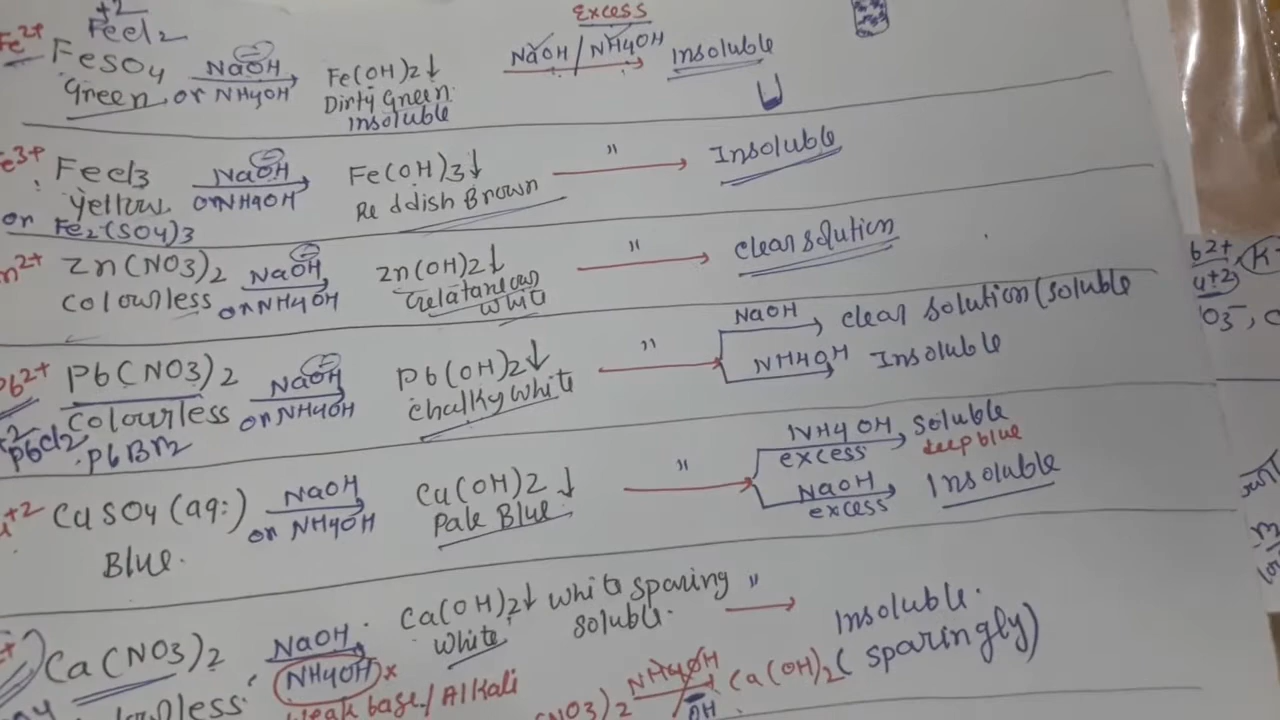 +2
Fe2+ FeCl2
FeSO4 NaOH Fe(OH)2↓ Excess NaOH/NH4OH Insoluble
Green or NH4OH Dirty Green
insoluble
Fe3+ FeCl3 NaOH Fe(OH)3↓ " Insoluble
Yellow or NH4OH Reddish Brown
or Fe2(SO4)3
Zn(NO3)2 NaOH Zn(OH)2↓ " clear solution
colourless or NH4OH Gelataneous
white
Pb2+ Pb(NO3)2 NaOH Pb(OH)2↓ " NaOH clear solution (soluble
colourless or NH4OH chalky white NH4OH Insoluble
PbCl2
PbBr2
+2 CuSO4 (aq:) NaOH Cu(OH)2↓ " NH4OH excess soluble
deep blue
Blue. or NH4OH Pale Blue. NaOH excess Insoluble
Ca(NO3)2 NaOH. Ca(OH)2↓ white sparing " Insoluble.
NH4OH x white soluble. (sparingly)
weak base/Alkali NH4OH Ca(OH)2
OH